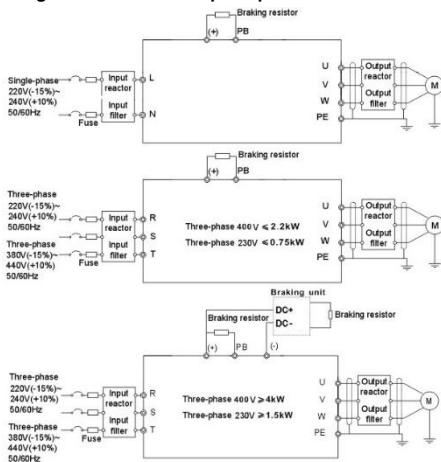 Braking resistor
(+) PB
Single-phase
220V(-15%)~
240V(+10%)
50/60Hz
Fuse
Input
reactor
Input
filter
L
N
U
V
W
PE
Output
reactor
Output
filter
M
Braking resistor
(+) PB
Three-phase
220V(-15%)~
240V(+10%)
50/60Hz
Three-phase
380V(-15%)~
440V(+10%)
50/60Hz
Fuse
Input
reactor
Input
filter
R
S
T
Three-phase 400V ≤ 2.2kW
Three-phase 230V ≤ 0.75kW
U
V
W
PE
Output
reactor
Output
filter
M
Braking unit
DC+
DC-
Braking resistor
Braking resistor
(+) PB (-)
Three-phase
220V(-15%)~
240V(+10%)
50/60Hz
Three-phase
380V(-15%)~
440V(+10%)
50/60Hz
Fuse
Input
reactor
Input
filter
R
S
T
Three-phase 400V ≥ 4kW
Three-phase 230V ≥ 1.5kW
U
V
W
PE
Output
reactor
Output
filter
M